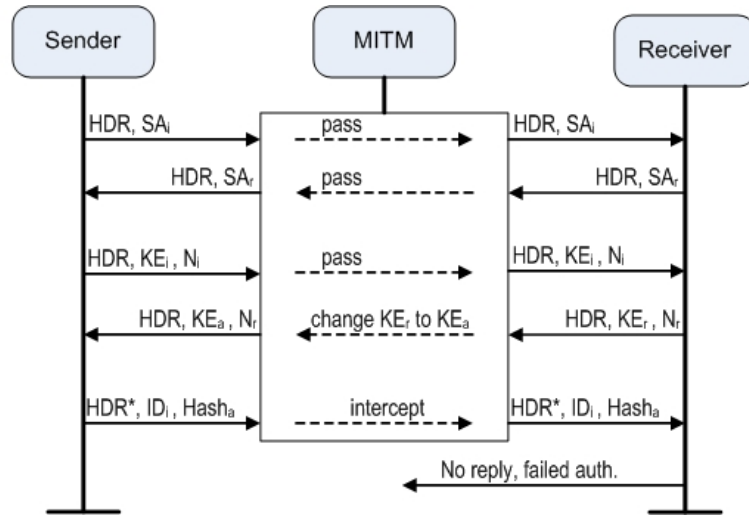 Sender
MITM
Receiver
HDR, SAi
pass
HDR, SAi
HDR, SAr
pass
HDR, SAr
HDR, KEi , Ni
pass
HDR, KEi , Ni
HDR, KEa , Nr
change KEr to KEa
HDR, KEr , Nr
HDR*, IDi , Hasha
intercept
HDR*, IDi , Hasha
No reply, failed auth.